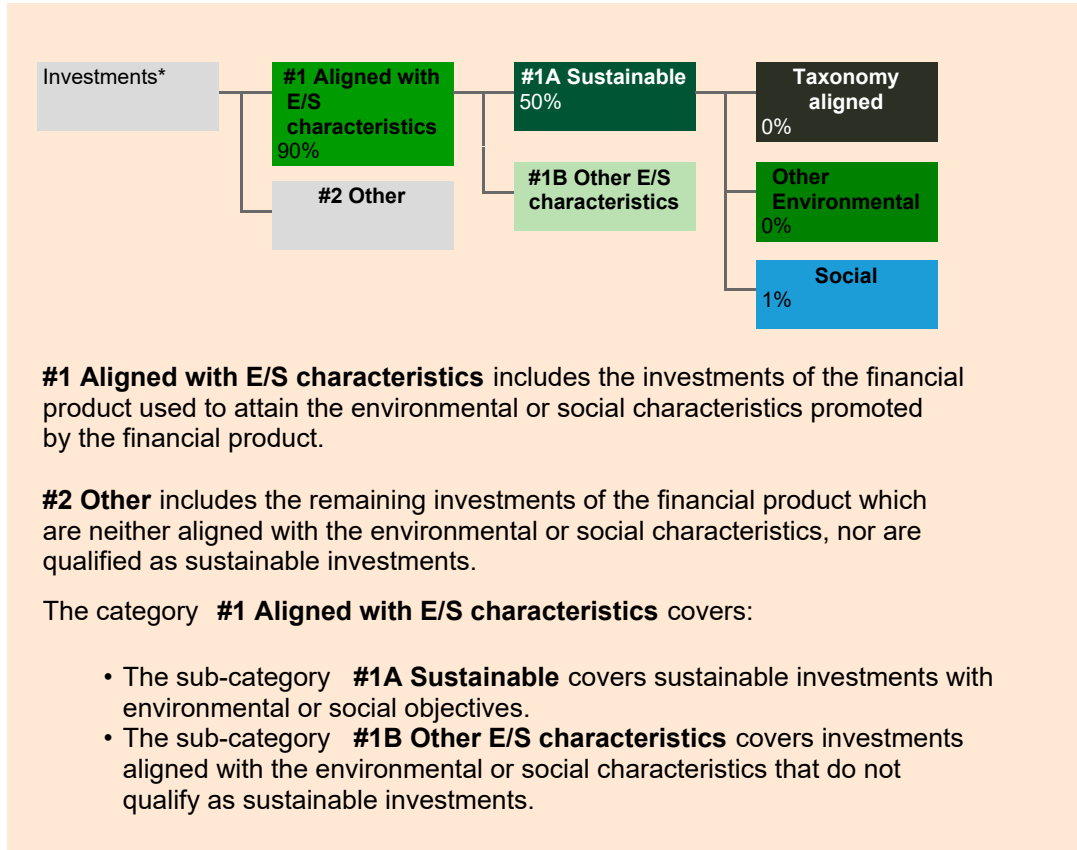 Investments*
#1 Aligned with
E/S
characteristics
90%
#2 Other
#1A Sustainable
50%
#1B Other E/S
characteristics
Taxonomy
aligned
0%
Other
Environmental
0%
Social
1%
#1 Aligned with E/S characteristics includes the investments of the financial
product used to attain the environmental or social characteristics promoted
by the financial product.
#2 Other includes the remaining investments of the financial product which
are neither aligned with the environmental or social characteristics, nor are
qualified as sustainable investments.
The category #1 Aligned with E/S characteristics covers:
• The sub-category #1A Sustainable covers sustainable investments with
environmental or social objectives.
• The sub-category #1B Other E/S characteristics covers investments
aligned with the environmental or social characteristics that do not
qualify as sustainable investments.